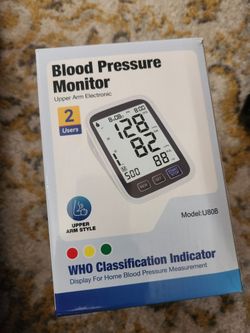 Blood Pressure
Monitor
Upper Arm Electronic
2
Users
128
82
88
UPPER
ARM STYLE
Model:U80B
WHO Classification Indicator
Display For Home Blood Pressure Measurement